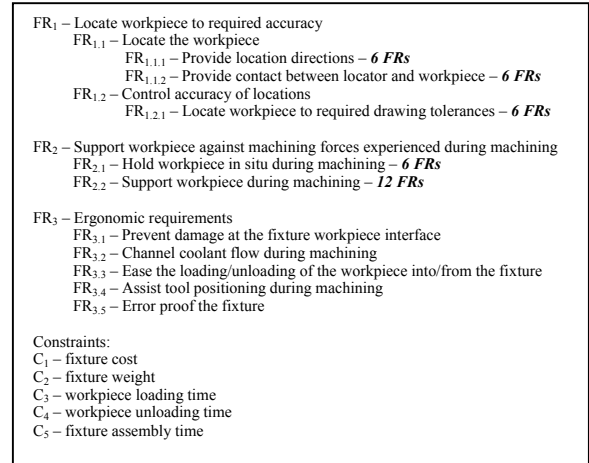 FR1 – Locate workpiece to required accuracy
FR1.1 – Locate the workpiece
FR1.1.1 – Provide location directions – 6 FRs
FR1.1.2 – Provide contact between locator and workpiece – 6 FRs
FR1.2 – Control accuracy of locations
FR1.2.1 – Locate workpiece to required drawing tolerances – 6 FRs
FR2 – Support workpiece against machining forces experienced during machining
FR2.1 – Hold workpiece in situ during machining – 6 FRs
FR2.2 – Support workpiece during machining – 12 FRs
FR3 – Ergonomic requirements
FR3.1 – Prevent damage at the fixture workpiece interface
FR3.2 – Channel coolant flow during machining
FR3.3 – Ease the loading/unloading of the workpiece into/from the fixture
FR3.4 – Assist tool positioning during machining
FR3.5 – Error proof the fixture
Constraints:
C1 – fixture cost
C2 – fixture weight
C3 – workpiece loading time
C4 – workpiece unloading time
C5 – fixture assembly time